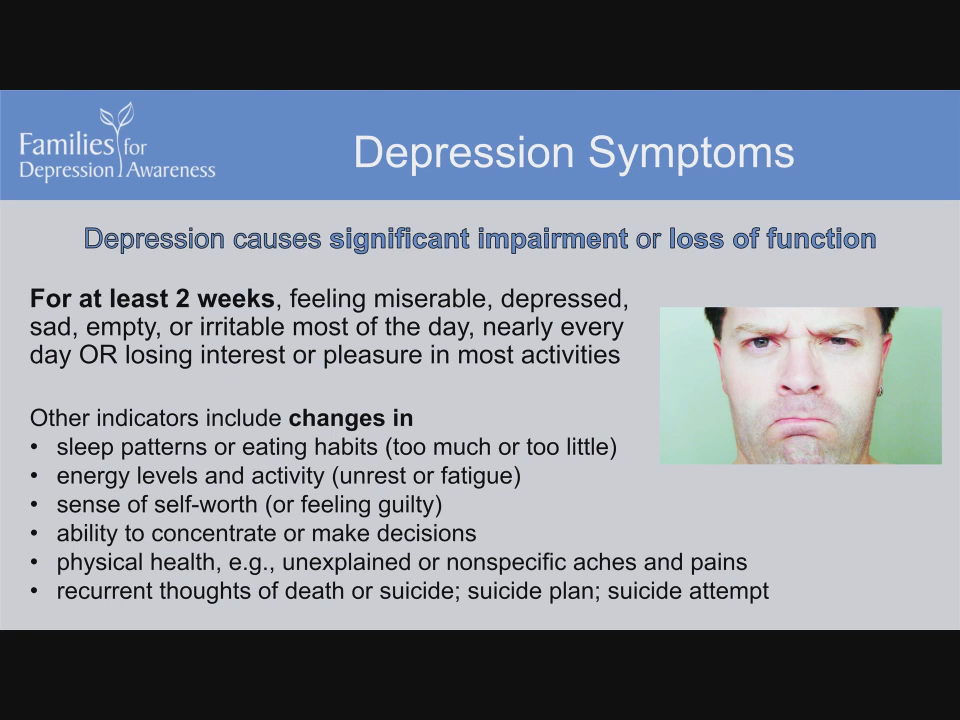 Families for
Depression Awareness
Depression Symptoms
Depression causes significant impairment or loss of function
For at least 2 weeks, feeling miserable, depressed,
sad, empty, or irritable most of the day, nearly every
day OR losing interest or pleasure in most activities
Other indicators include changes in
• sleep patterns or eating habits (too much or too little)
• energy levels and activity (unrest or fatigue)
• sense of self-worth (or feeling guilty)
• ability to concentrate or make decisions
• physical health, e.g., unexplained or nonspecific aches and pains
• recurrent thoughts of death or suicide; suicide plan; suicide attempt